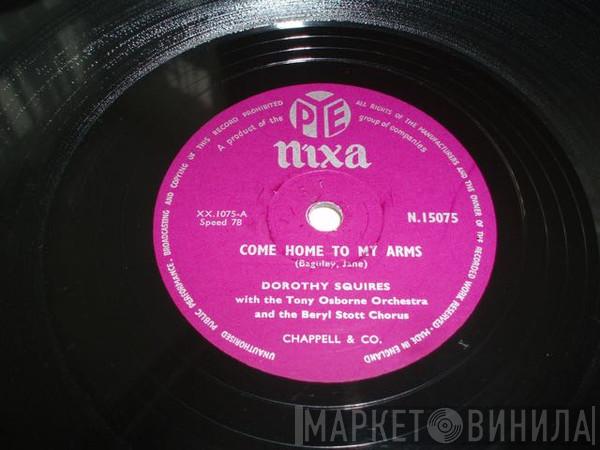 UNAUTHORISED PUBLIC PERFORMANCE · BROADCASTING AND COPYING OF THIS RECORD PROHIBITED
ALL RIGHTS OF THE MANUFACTURERS AND THE OWNER OF THE RECORDED WORK RESERVED · MADE IN ENGLAND
A product of the
PYE
group of companies
nixa
XX.1075-A
Speed 78
N.15075
COME HOME TO MY ARMS
(Baguley, Jane)
DOROTHY SQUIRES
with the Tony Osborne Orchestra
and the Beryl Stott Chorus
CHAPPELL & CO.
МАРКЕТ ВИНИЛА